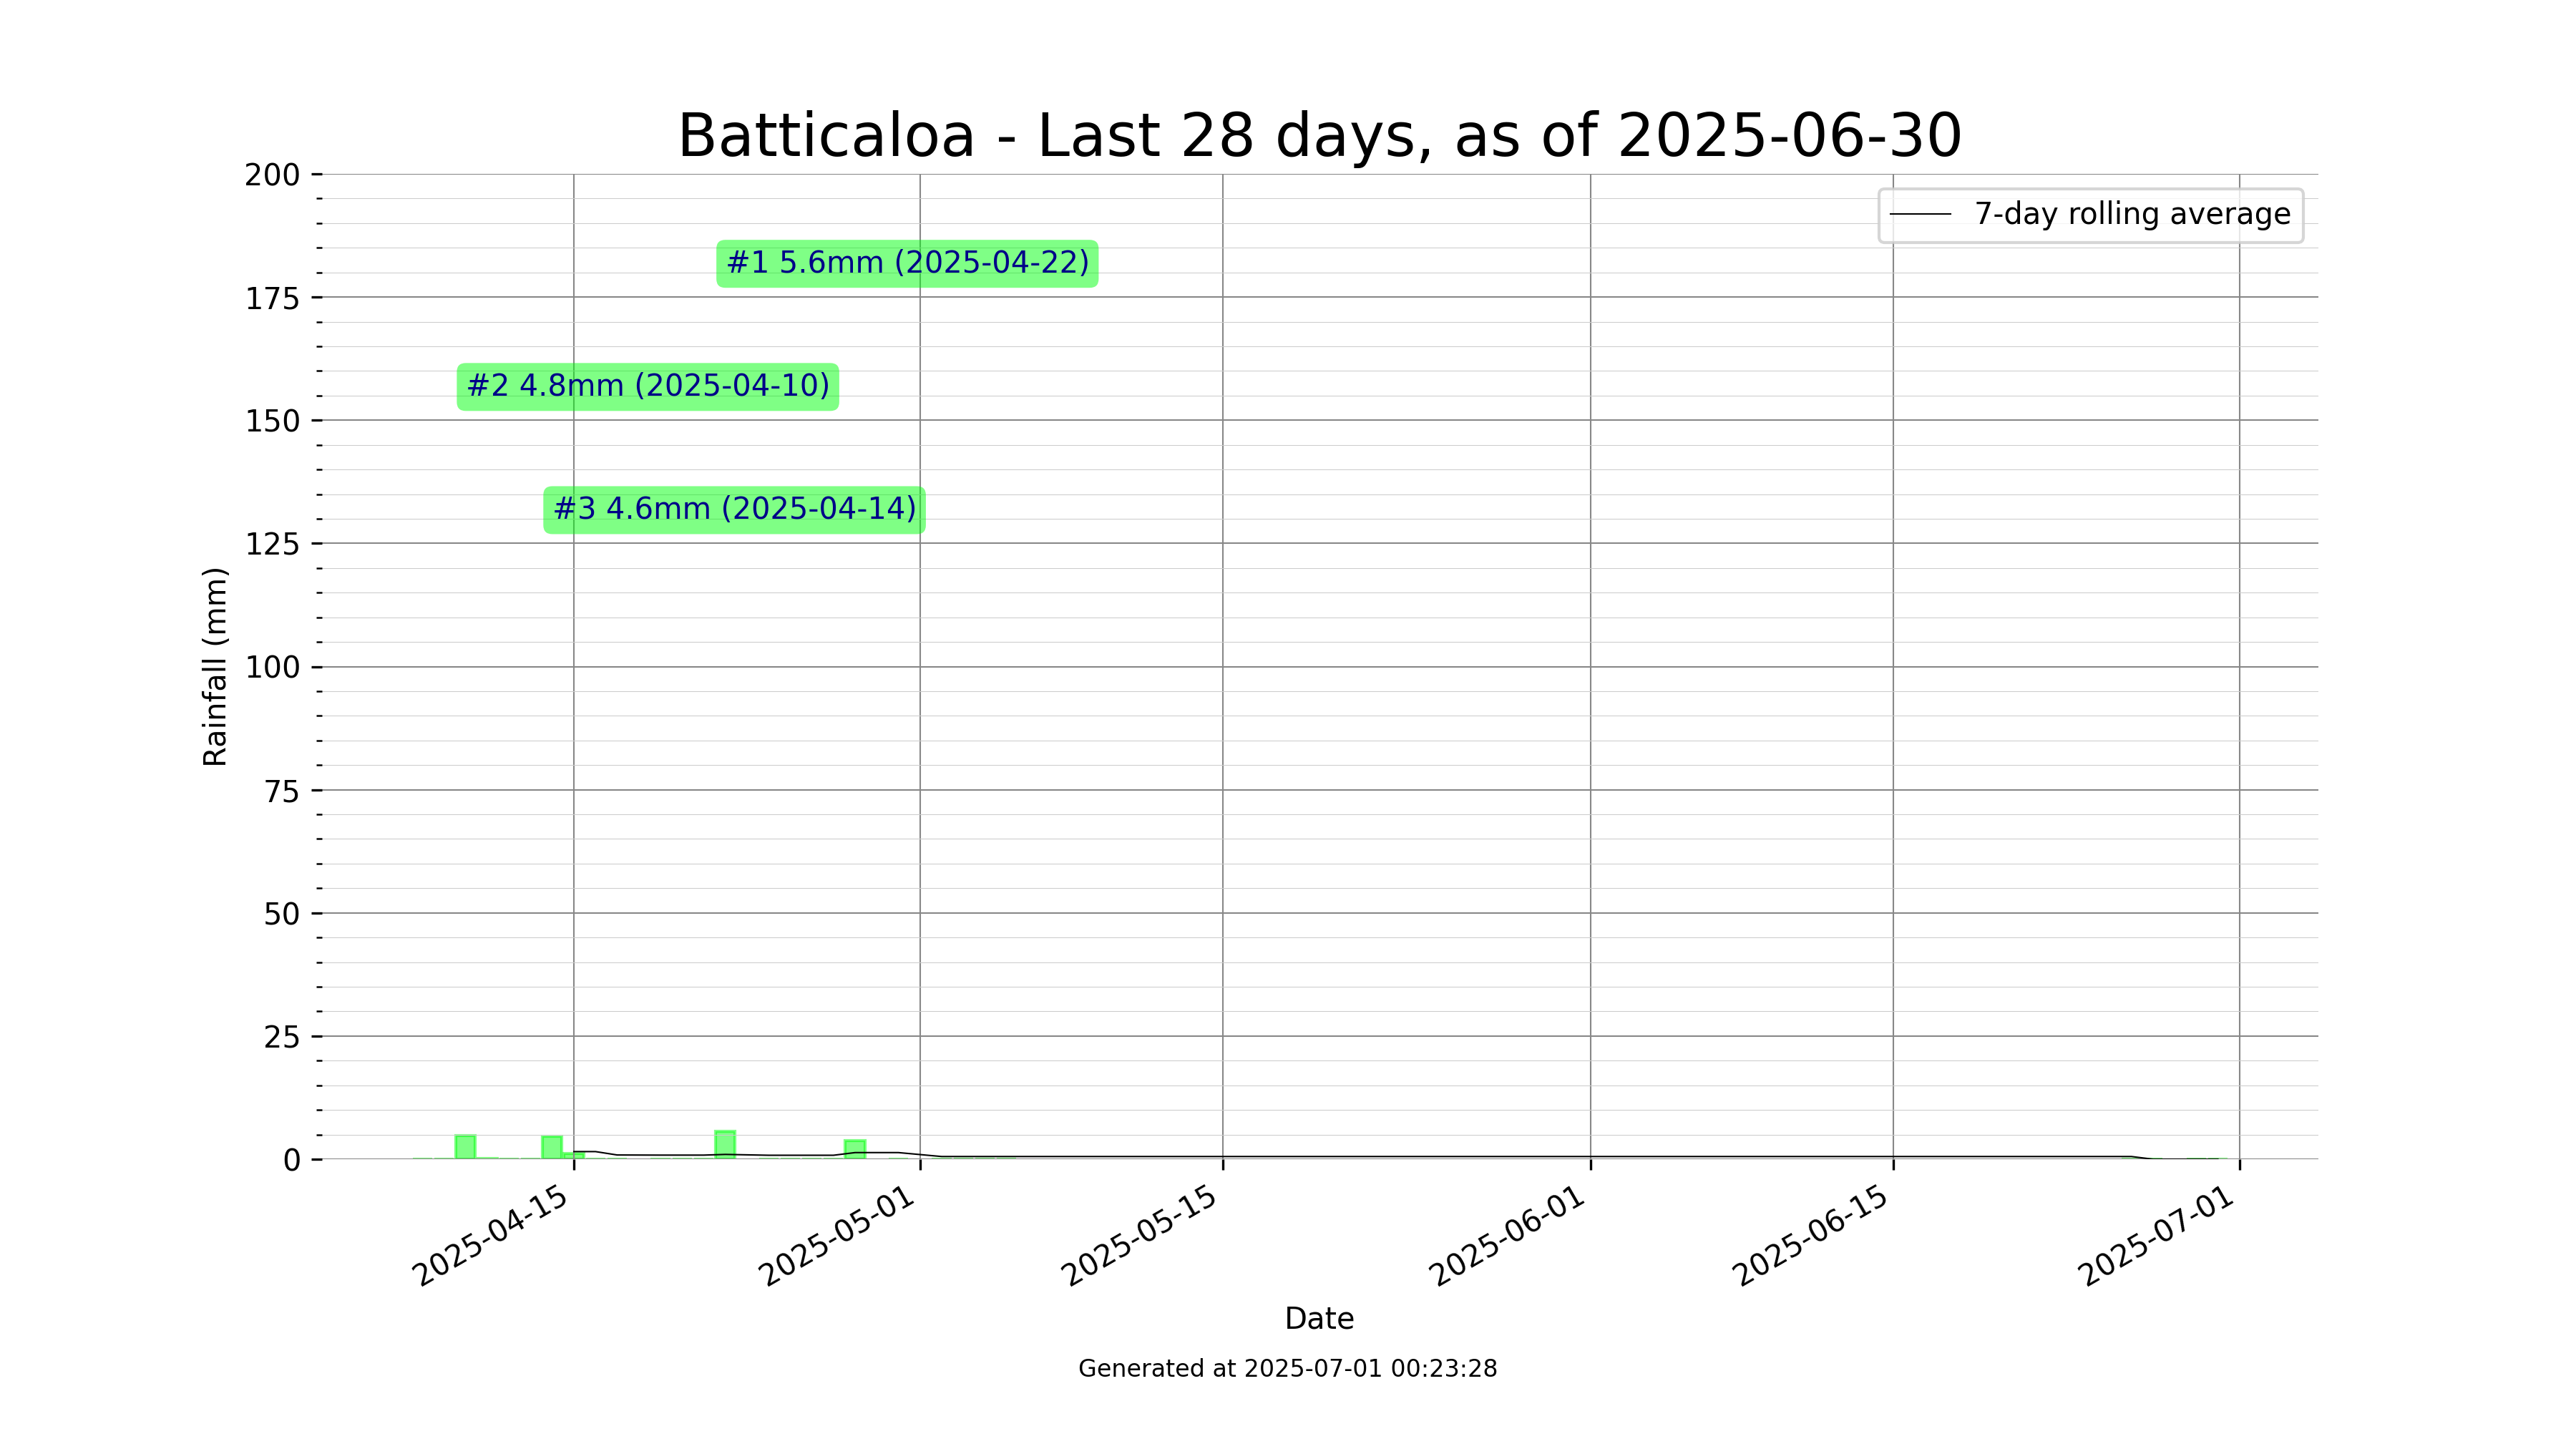 Batticaloa - Last 28 days, as of 2025-06-30
200
175
150
125
100
75
50
25
0
Rainfall (mm)
7-day rolling average
#1 5.6mm (2025-04-22)
#2 4.8mm (2025-04-10)
#3 4.6mm (2025-04-14)
2025-04-15
2025-05-01
2025-05-15
2025-06-01
2025-06-15
2025-07-01
Date
Generated at 2025-07-01 00:23:28